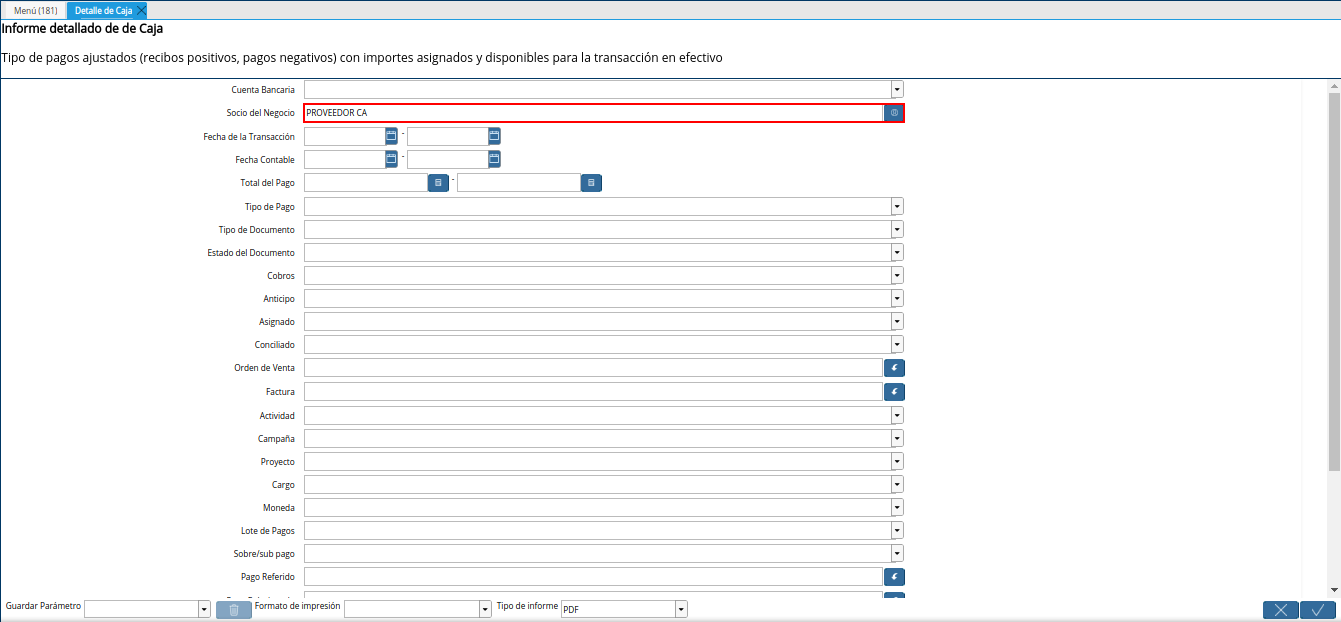 Menú (181)
Detalle de Caja
Informe detallado de de Caja
Tipo de pagos ajustados (recibos positivos, pagos negativos) con importes asignados y disponibles para la transacción en efectivo
Cuenta Bancaria
Socio del Negocio PROVEEDOR CA
Fecha de la Transacción -
Fecha Contable -
Total del Pago -
Tipo de Pago
Tipo de Documento
Estado del Documento
Cobros
Anticipo
Asignado
Conciliado
Orden de Venta
Factura
Actividad
Campaña
Proyecto
Cargo
Moneda
Lote de Pagos
Sobre/sub pago
Pago Referido
Guardar Parámetro
Formato de impresión
Tipo de informe PDF